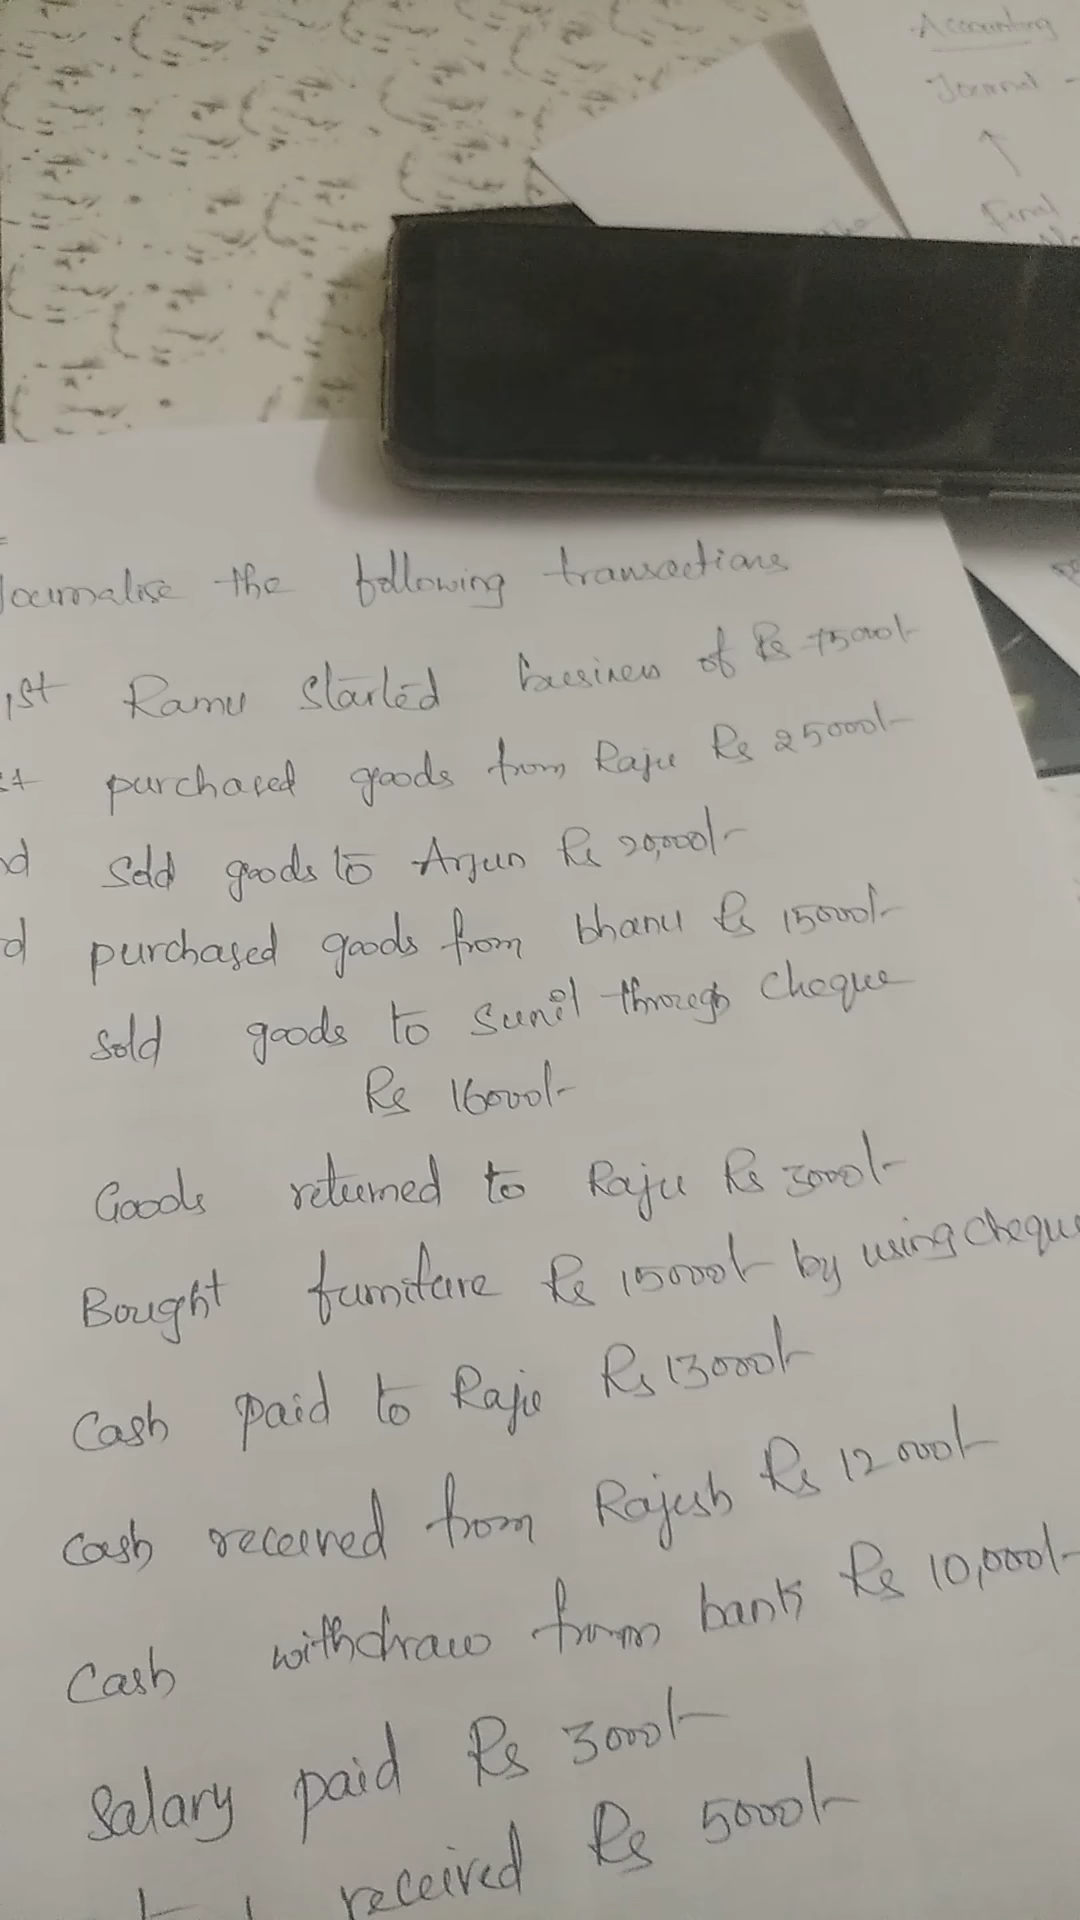 Accounting
Journal -
Final
Journalise the following transactions
1st Ramu started business of Rs 75000/-
st purchased goods from Raju Rs 25000/-
nd Sold goods to Arjun Rs 20,000/-
d purchased goods from bhanu Rs 15000/-
Sold goods to Sunil through cheque
Rs 16000/-
Goods returned to Raju Rs 3000/-
Bought furniture Rs 15000/- by using cheque
Cash paid to Raju Rs 13000/-
Cash received from Rajesh Rs 12000/-
Cash withdraw from bank Rs 10,000/-
Salary paid Rs 3000/-
received Rs 5000/-